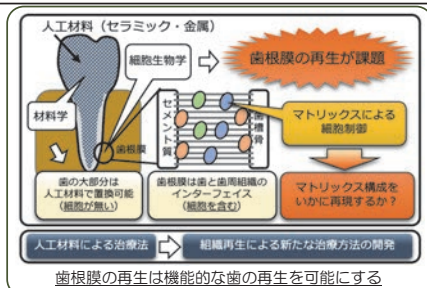 人工材料（セラミック・金属）
細胞生物学
歯根膜の再生が課題
材料学
歯根膜
セメント質
歯槽骨
マトリックスによる
細胞制御
歯の大部分は
人工材料で置換可能
（細胞が無い）
歯根膜は歯と歯周組織の
インターフェイス
（細胞を含む）
マトリックス構成を
いかに再現するか？
人工材料による治療法
組織再生による新たな治療方法の開発
歯根膜の再生は機能的な歯の再生を可能にする